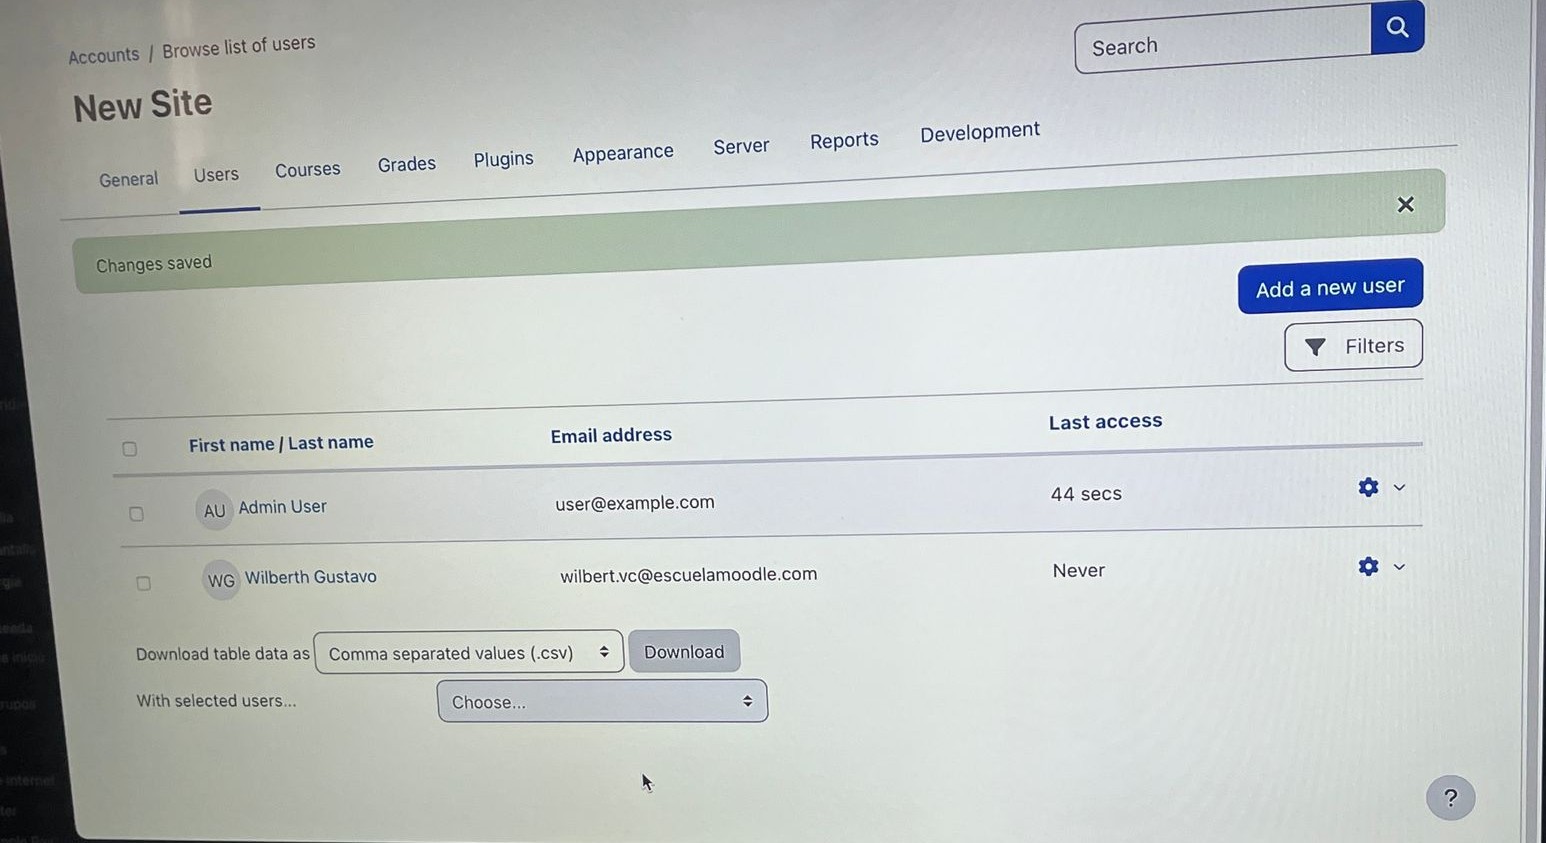 Accounts / Browse list of users
Search
New Site
General Users Courses Grades Plugins Appearance Server Reports Development
Changes saved
Add a new user
Filters
First name / Last name Email address Last access
AU Admin User user@example.com 44 secs
WG Wilberth Gustavo wilbert.vc@escuelamoodle.com Never
Download table data as Comma separated values (.csv) Download
With selected users... Choose...
?